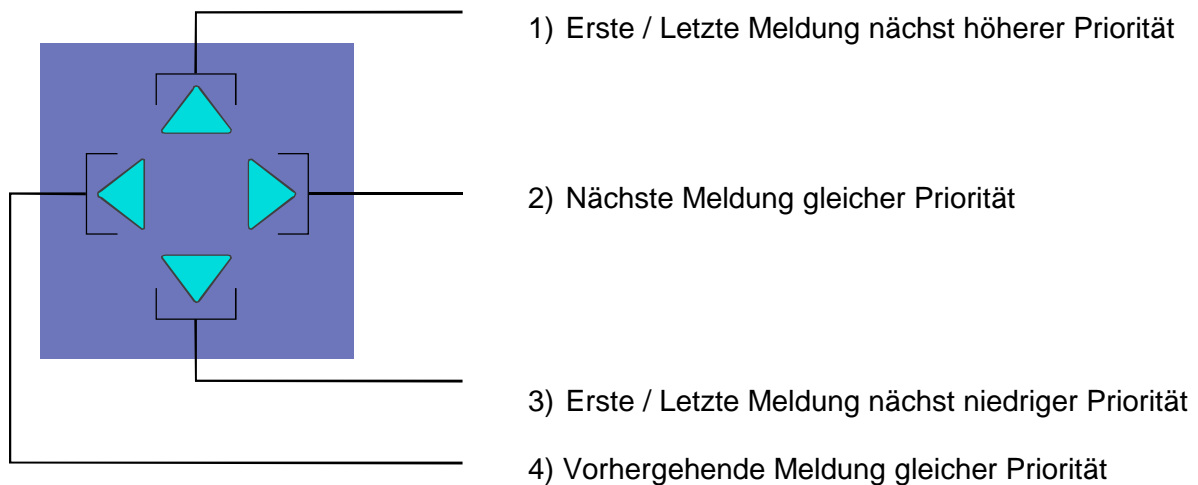 1) Erste / Letzte Meldung nächst höherer Priorität
2) Nächste Meldung gleicher Priorität
3) Erste / Letzte Meldung nächst niedriger Priorität
4) Vorhergehende Meldung gleicher Priorität